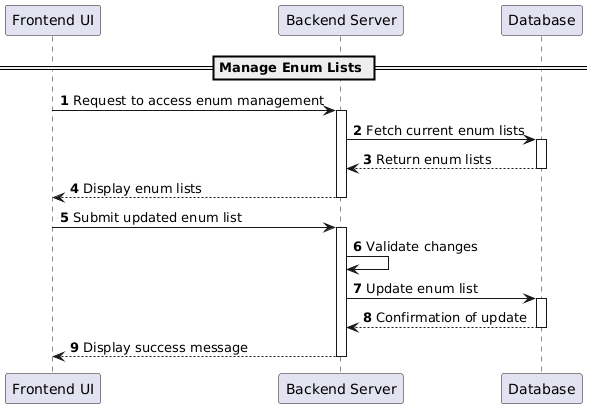 Frontend UI Backend Server Database
Manage Enum Lists
1 Request to access enum management
2 Fetch current enum lists
3 Return enum lists
4 Display enum lists
5 Submit updated enum list
6 Validate changes
7 Update enum list
8 Confirmation of update
9 Display success message
Frontend UI Backend Server Database